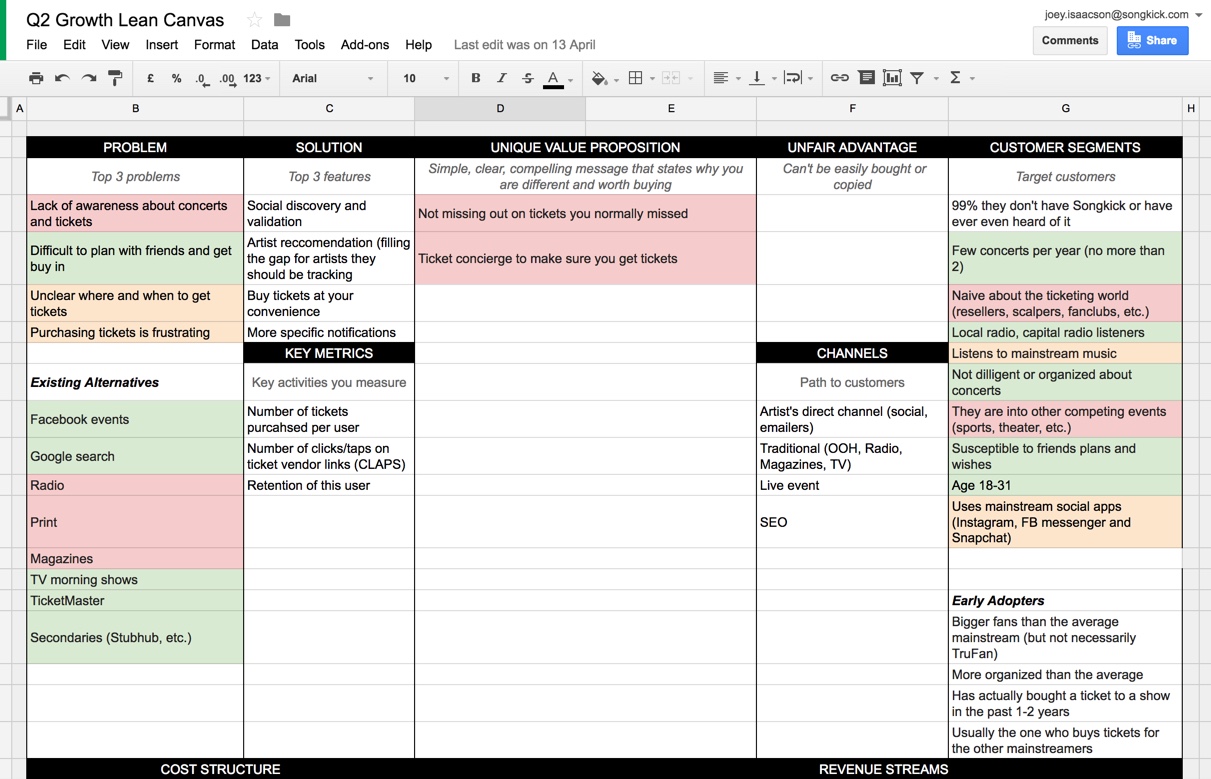 Q2 Growth Lean Canvas
joey.isaacson@songkick.com
File Edit View Insert Format Data Tools Add-ons Help Last edit was on 13 April
Comments
Share
£ % .0 .00 123 Arial 10 B I S A
A B C D E F G H
PROBLEM
Top 3 problems
Lack of awareness about concerts
and tickets
Difficult to plan with friends and get
buy in
Unclear where and when to get
tickets
Purchasing tickets is frustrating
Existing Alternatives
Facebook events
Google search
Radio
Print
Magazines
TV morning shows
TicketMaster
Secondaries (Stubhub, etc.)
SOLUTION
Top 3 features
Social discovery and
validation
Artist reccomendation (filling
the gap for artists they
should be tracking
Buy tickets at your
convenience
More specific notifications
KEY METRICS
Key activities you measure
Number of tickets
purcahsed per user
Number of clicks/taps on
ticket vendor links (CLAPS)
Retention of this user
UNIQUE VALUE PROPOSITION
Simple, clear, compelling message that states why you
are different and worth buying
Not missing out on tickets you normally missed
Ticket concierge to make sure you get tickets
UNFAIR ADVANTAGE
Can't be easily bought or
copied
CHANNELS
Path to customers
Artist's direct channel (social,
emailers)
Traditional (OOH, Radio,
Magazines, TV)
Live event
SEO
CUSTOMER SEGMENTS
Target customers
99% they don't have Songkick or have
ever even heard of it
Few concerts per year (no more than
2)
Naive about the ticketing world
(resellers, scalpers, fanclubs, etc.)
Local radio, capital radio listeners
Listens to mainstream music
Not dilligent or organized about
concerts
They are into other competing events
(sports, theater, etc.)
Susceptible to friends plans and
wishes
Age 18-31
Uses mainstream social apps
(Instagram, FB messenger and
Snapchat)
Early Adopters
Bigger fans than the average
mainstream (but not necessarily
TruFan)
More organized than the average
Has actually bought a ticket to a show
in the past 1-2 years
Usually the one who buys tickets for
the other mainstreamers
COST STRUCTURE
REVENUE STREAMS